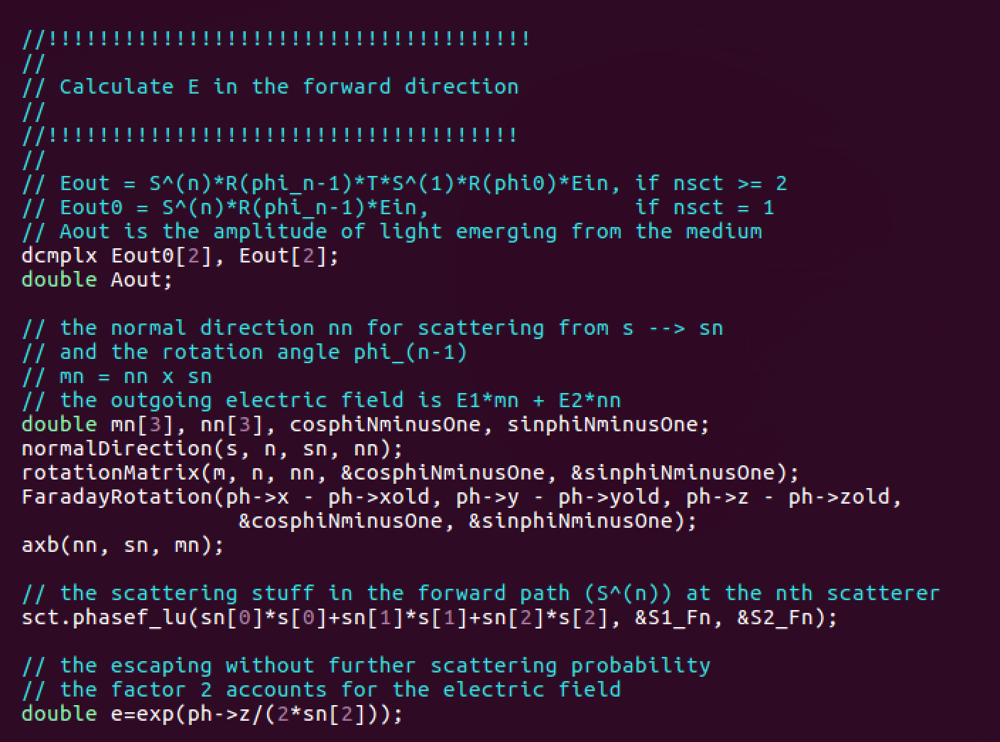 //!!!!!!!!!!!!!!!!!!!!!!!!!!!!!!!!!!!!!!
//
// Calculate E in the forward direction
//
//!!!!!!!!!!!!!!!!!!!!!!!!!!!!!!!!!!!!!
//
// Eout = S^(n)*R(phi_n-1)*T*S^(1)*R(phi0)*Ein, if nsct >= 2
// Eout0 = S^(n)*R(phi_n-1)*Ein,                if nsct = 1
// Aout is the amplitude of light emerging from the medium
dcmplx Eout0[2], Eout[2];
double Aout;

// the normal direction nn for scattering from s --> sn
// and the rotation angle phi_(n-1)
// mn = nn x sn
// the outgoing electric field is E1*mn + E2*nn
double mn[3], nn[3], cosphiNminusOne, sinphiNminusOne;
normalDirection(s, n, sn, nn);
rotationMatrix(m, n, nn, &cosphiNminusOne, &sinphiNminusOne);
FaradayRotation(ph->x - ph->xold, ph->y - ph->yold, ph->z - ph->zold,
                 &cosphiNminusOne, &sinphiNminusOne);
axb(nn, sn, mn);

// the scattering stuff in the forward path (S^(n)) at the nth scatterer
sct.phasef_lu(sn[0]*s[0]+sn[1]*s[1]+sn[2]*s[2], &S1_Fn, &S2_Fn);

// the escaping without further scattering probability
// the factor 2 accounts for the electric field
double e=exp(ph->z/(2*sn[2]));